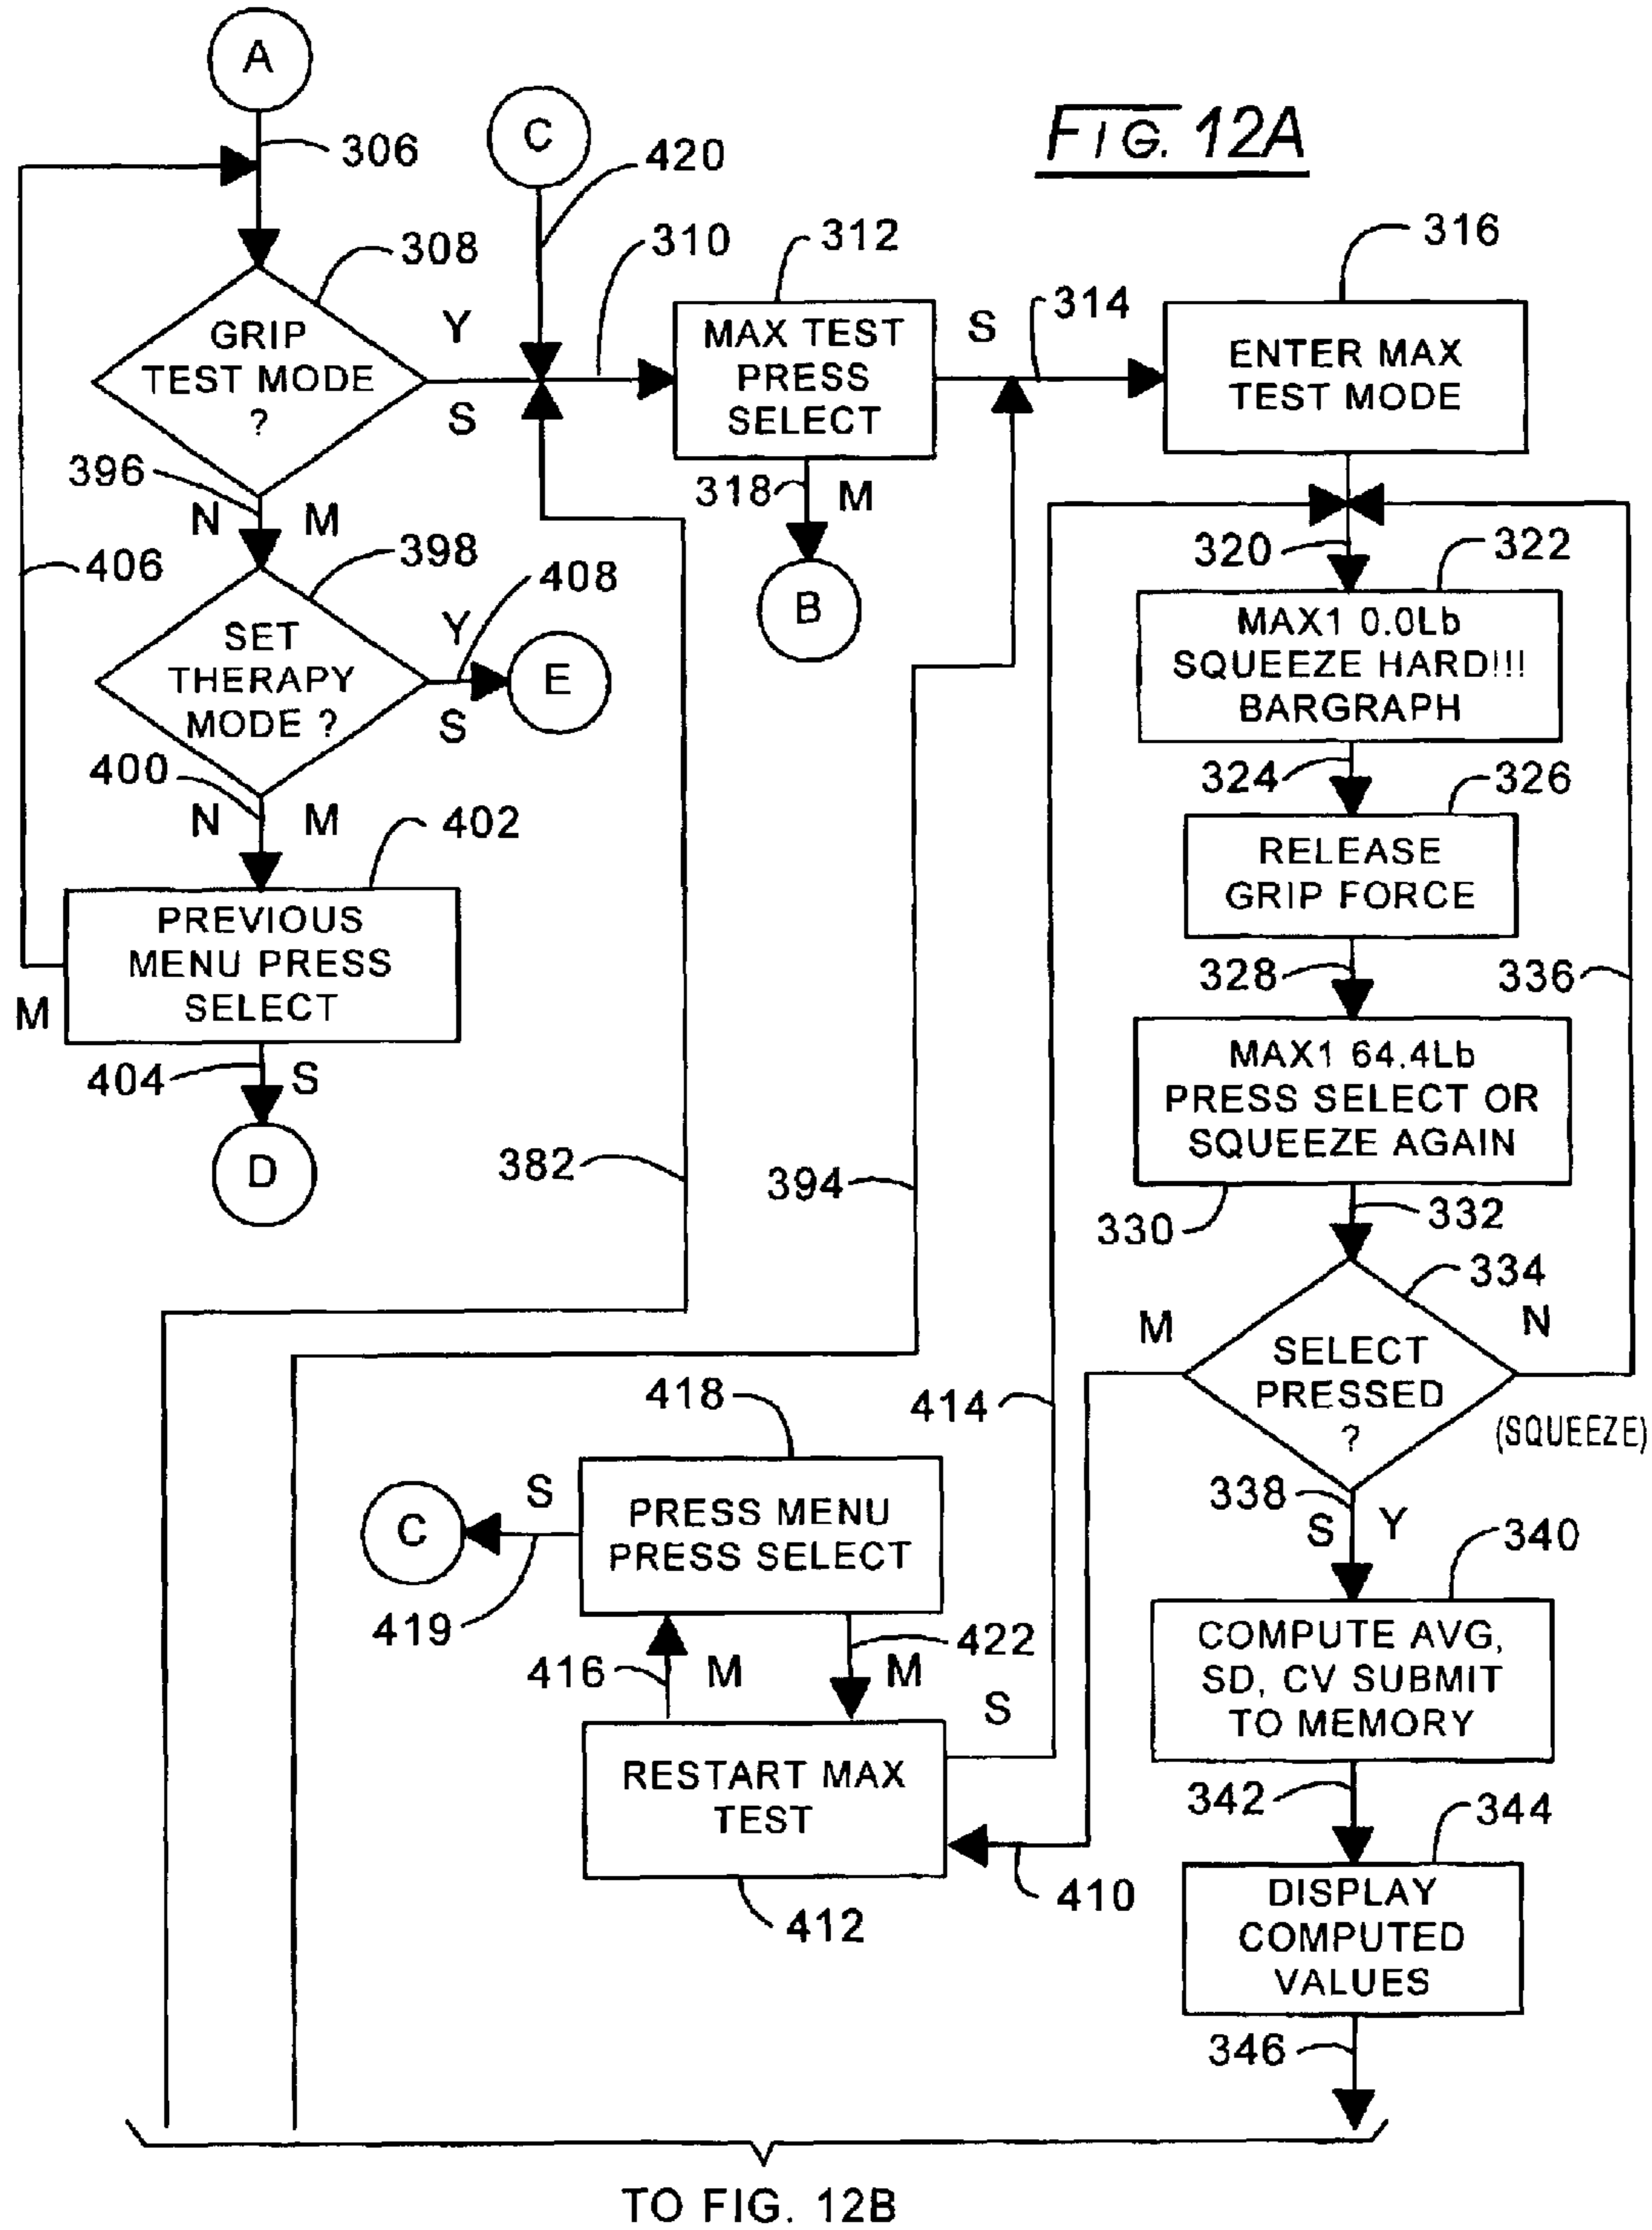 FIG. 12A
A
306
C
420
308
GRIP
TEST MODE
?
Y
S
310
312
MAX TEST
PRESS
SELECT
S
314
316
ENTER MAX
TEST MODE
318
M
B
396
N
M
398
406
SET
THERAPY
MODE ?
Y
408
S
E
400
N
M
402
PREVIOUS
MENU PRESS
SELECT
M
404
S
D
320
322
MAX1 0.0Lb
SQUEEZE HARD!!!
BARGRAPH
324
326
RELEASE
GRIP FORCE
328
336
MAX1 64.4Lb
PRESS SELECT OR
SQUEEZE AGAIN
330
332
334
M
N
SELECT
PRESSED
?
(SQUEEZE)
382
394
414
418
PRESS MENU
PRESS SELECT
S
C
419
416
M
422
M
S
RESTART MAX
TEST
412
410
338
S
Y
340
COMPUTE AVG,
SD, CV SUBMIT
TO MEMORY
342
344
DISPLAY
COMPUTED
VALUES
346
TO FIG. 12B